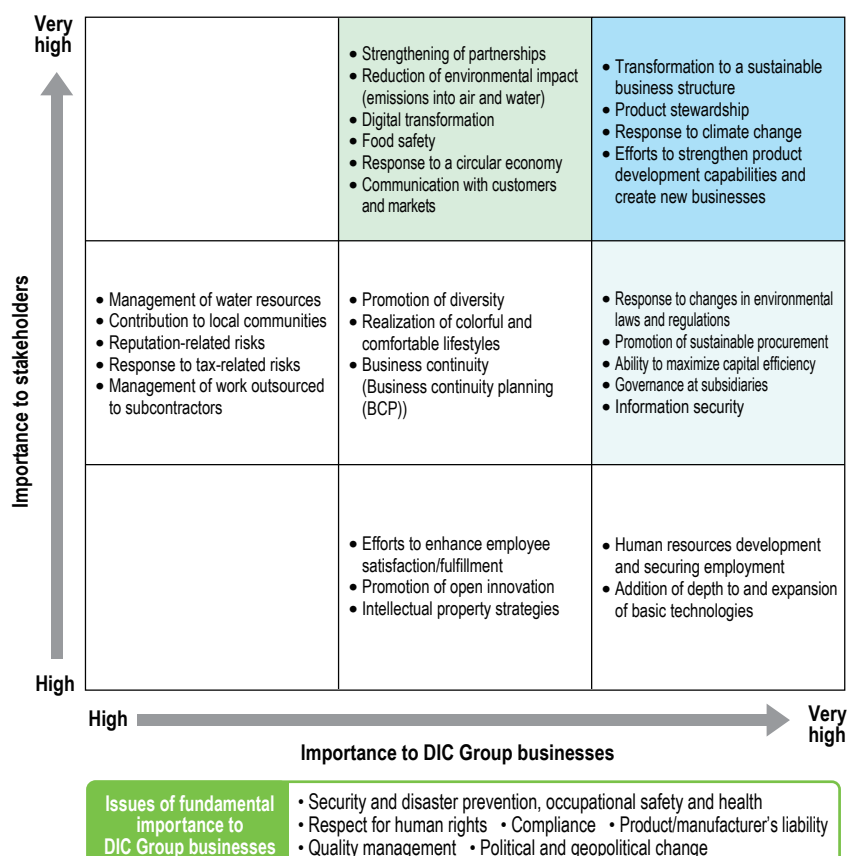 Very
high
• Strengthening of partnerships
• Reduction of environmental impact
(emissions into air and water)
• Digital transformation
• Food safety
• Response to a circular economy
• Communication with customers
and markets
• Transformation to a sustainable
business structure
• Product stewardship
• Response to climate change
• Efforts to strengthen product
development capabilities and
create new businesses
Importance to stakeholders
• Management of water resources
• Contribution to local communities
• Reputation-related risks
• Response to tax-related risks
• Management of work outsourced
to subcontractors
• Promotion of diversity
• Realization of colorful and
comfortable lifestyles
• Business continuity
(Business continuity planning
(BCP))
• Response to changes in environmental
laws and regulations
• Promotion of sustainable procurement
• Ability to maximize capital efficiency
• Governance at subsidiaries
• Information security
• Efforts to enhance employee
satisfaction/fulfillment
• Promotion of open innovation
• Intellectual property strategies
• Human resources development
and securing employment
• Addition of depth to and expansion
of basic technologies
High
High
Very
high
Importance to DIC Group businesses
Issues of fundamental
importance to
DIC Group businesses
• Security and disaster prevention, occupational safety and health
• Respect for human rights • Compliance • Product/manufacturer's liability
• Quality management • Political and geopolitical change